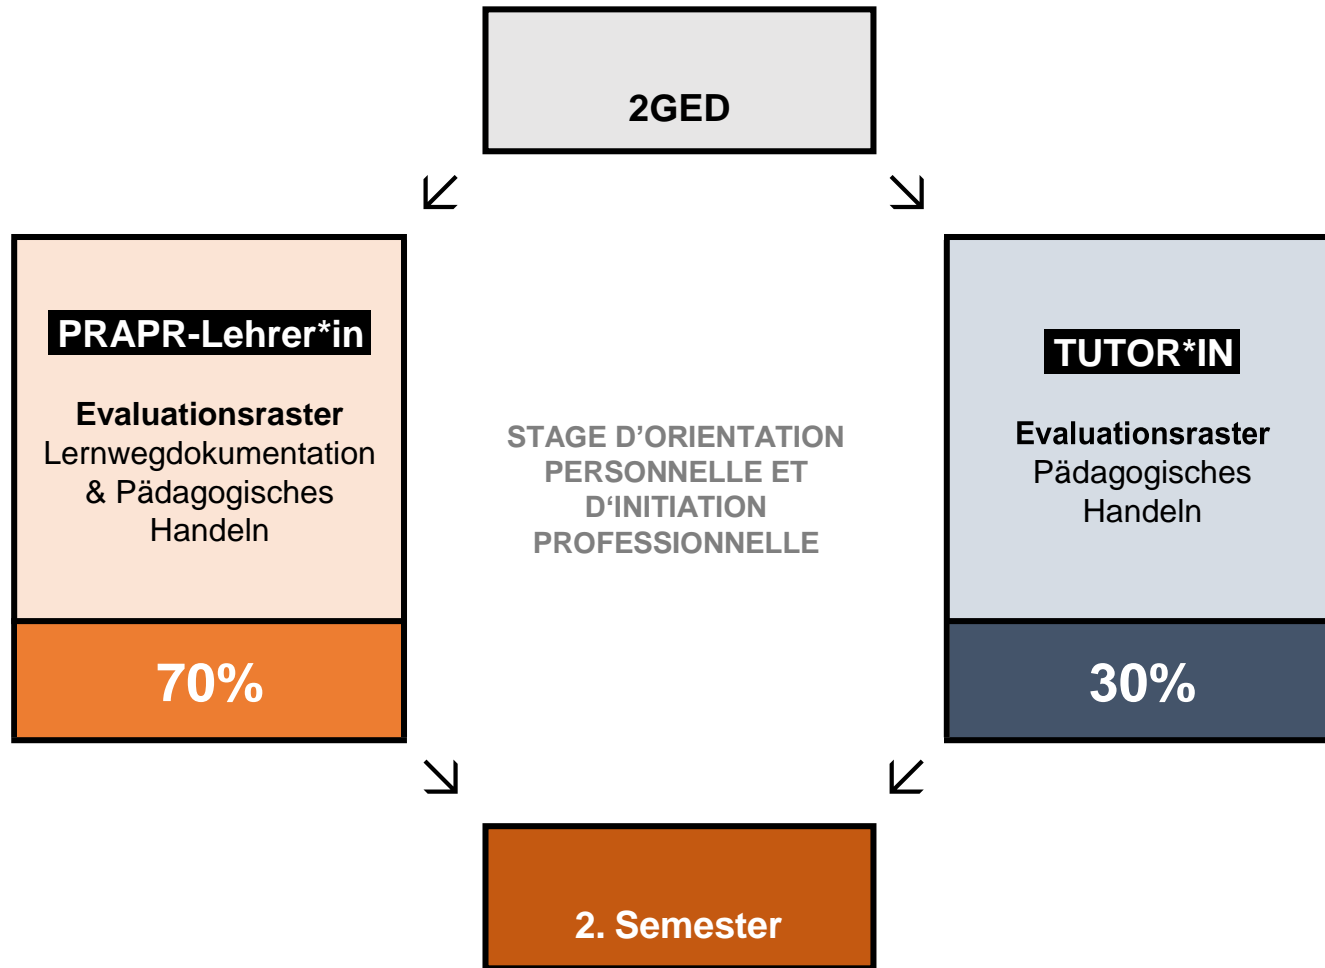 2GED
PRAPR-Lehrer*in
Evaluationsraster
Lernwegdokumentation
& Pädagogisches
Handeln
70%
STAGE D’ORIENTATION
PERSONNELLE ET
D‘INITIATION
PROFESSIONNELLE
TUTOR*IN
Evaluationsraster
Pädagogisches
Handeln
30%
2. Semester